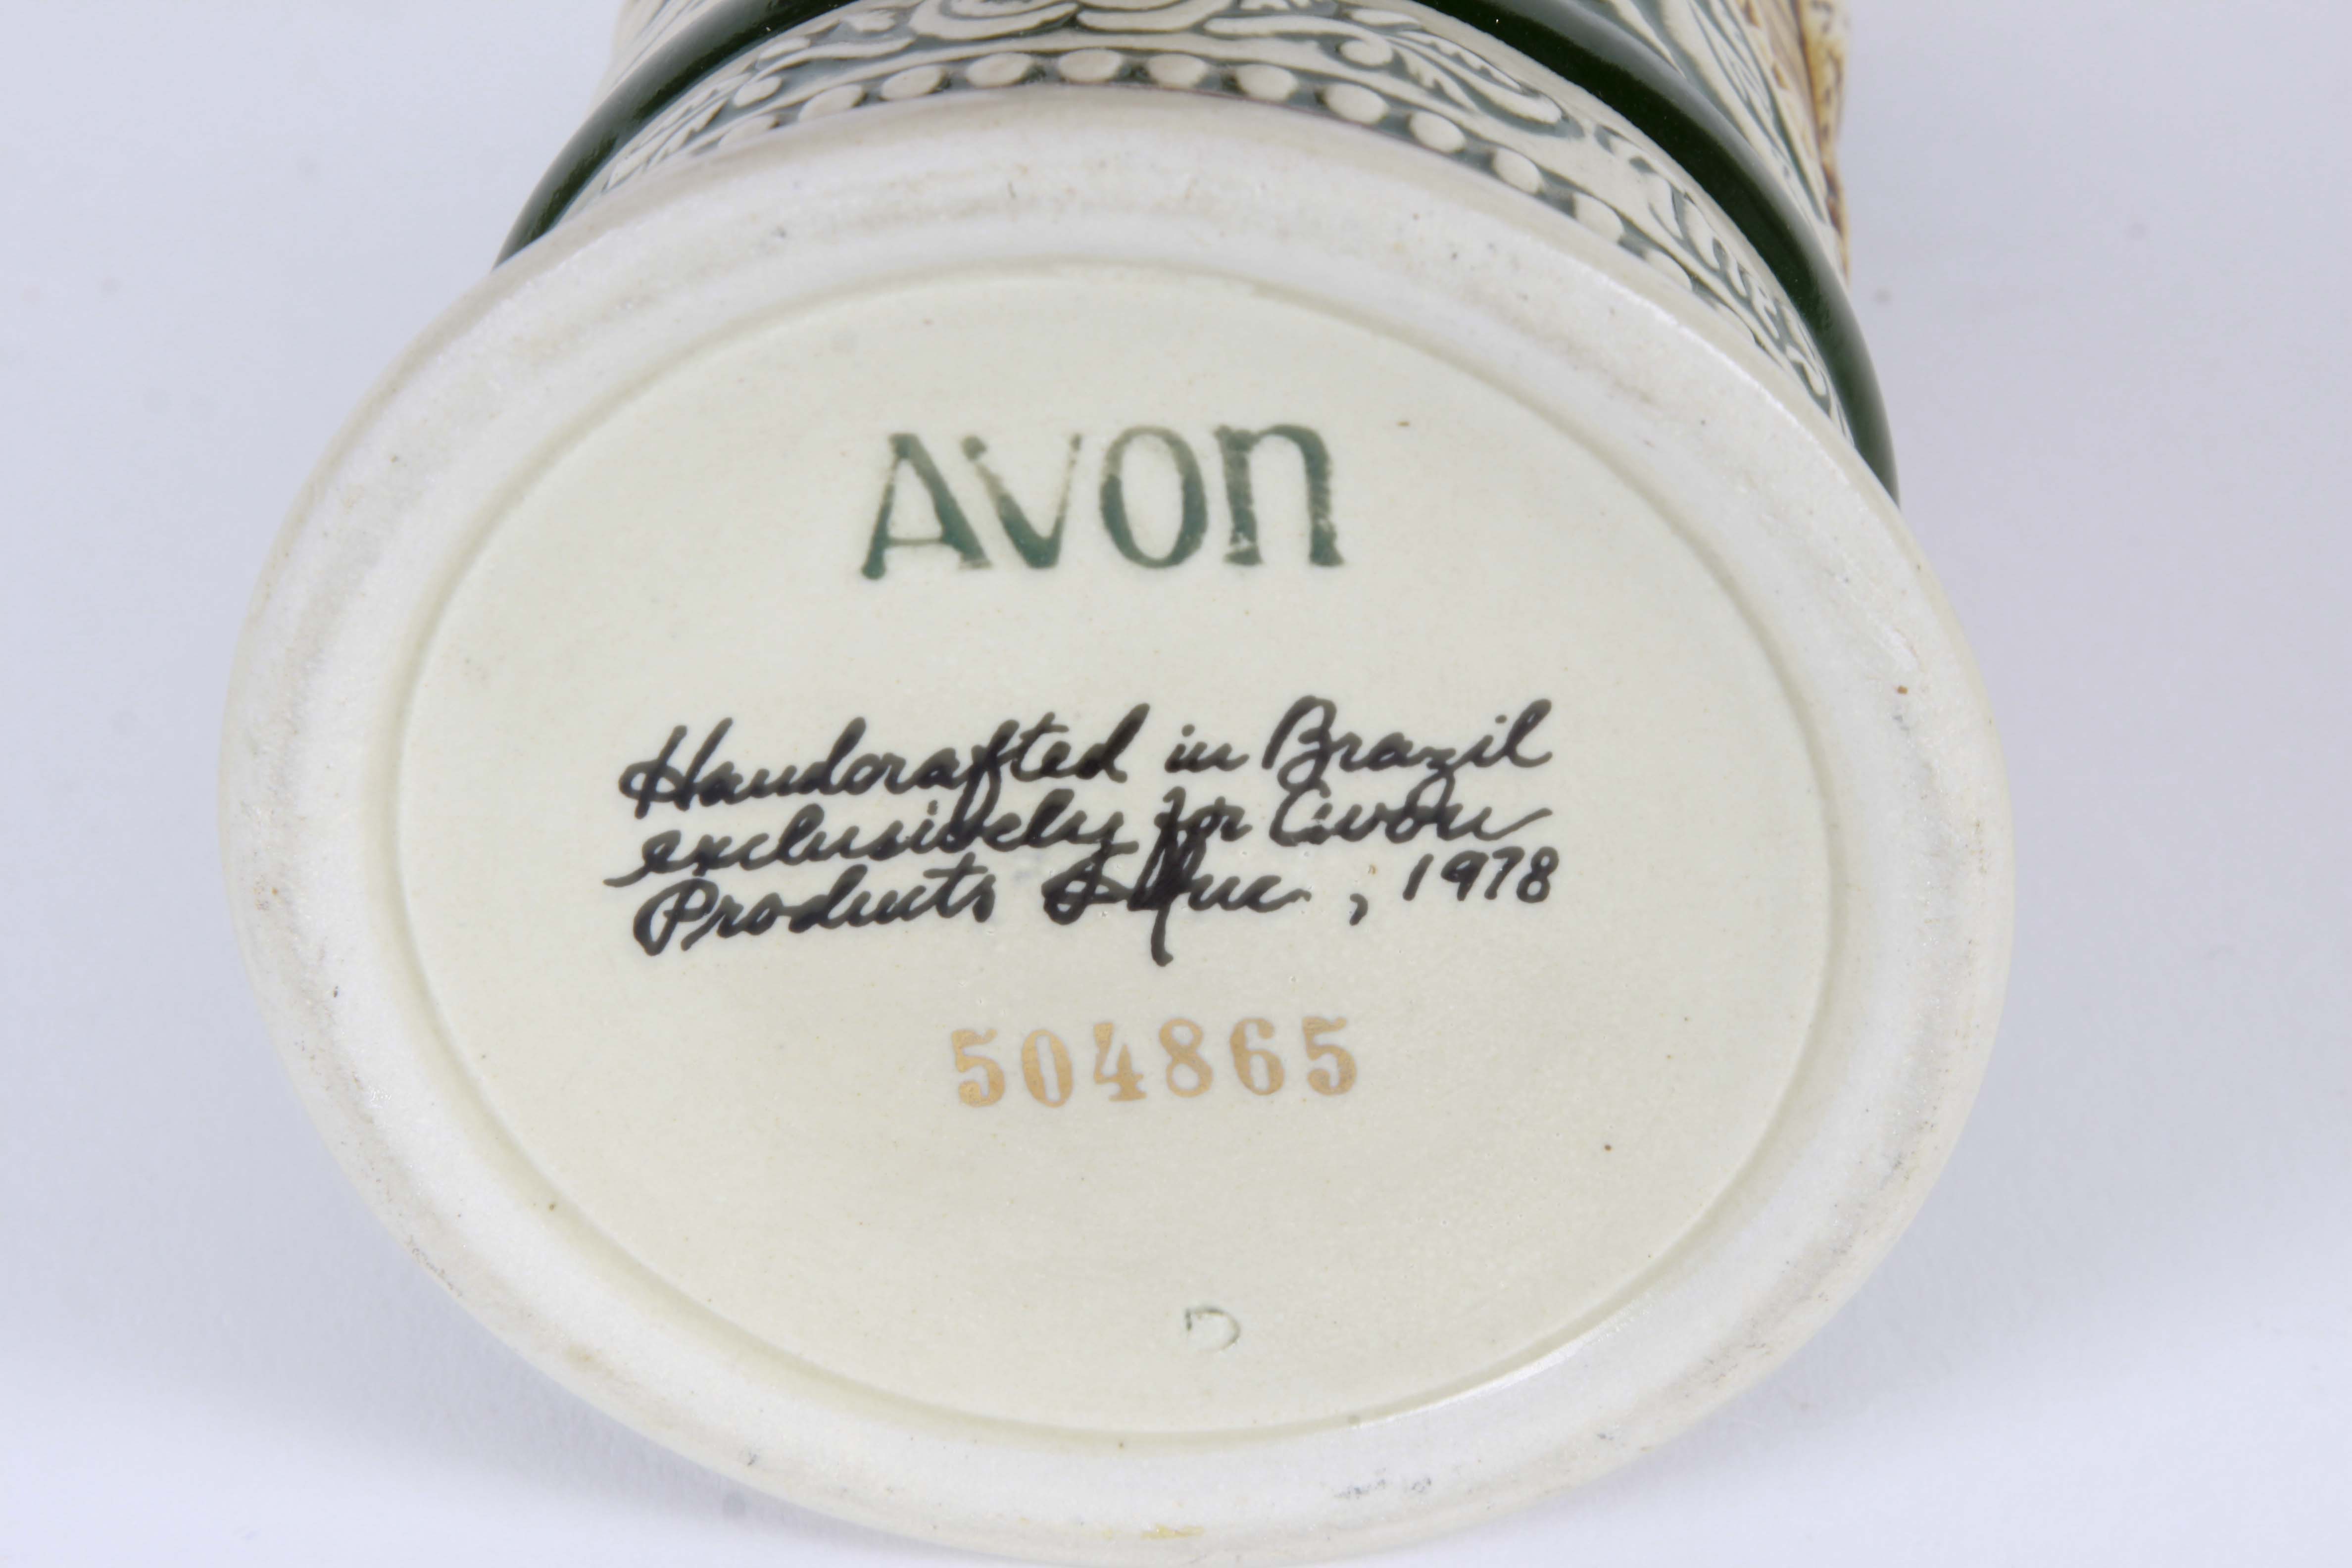 AVON
Handcrafted in Brazil
exclusively for Avon
Products Inc , 1978
504865